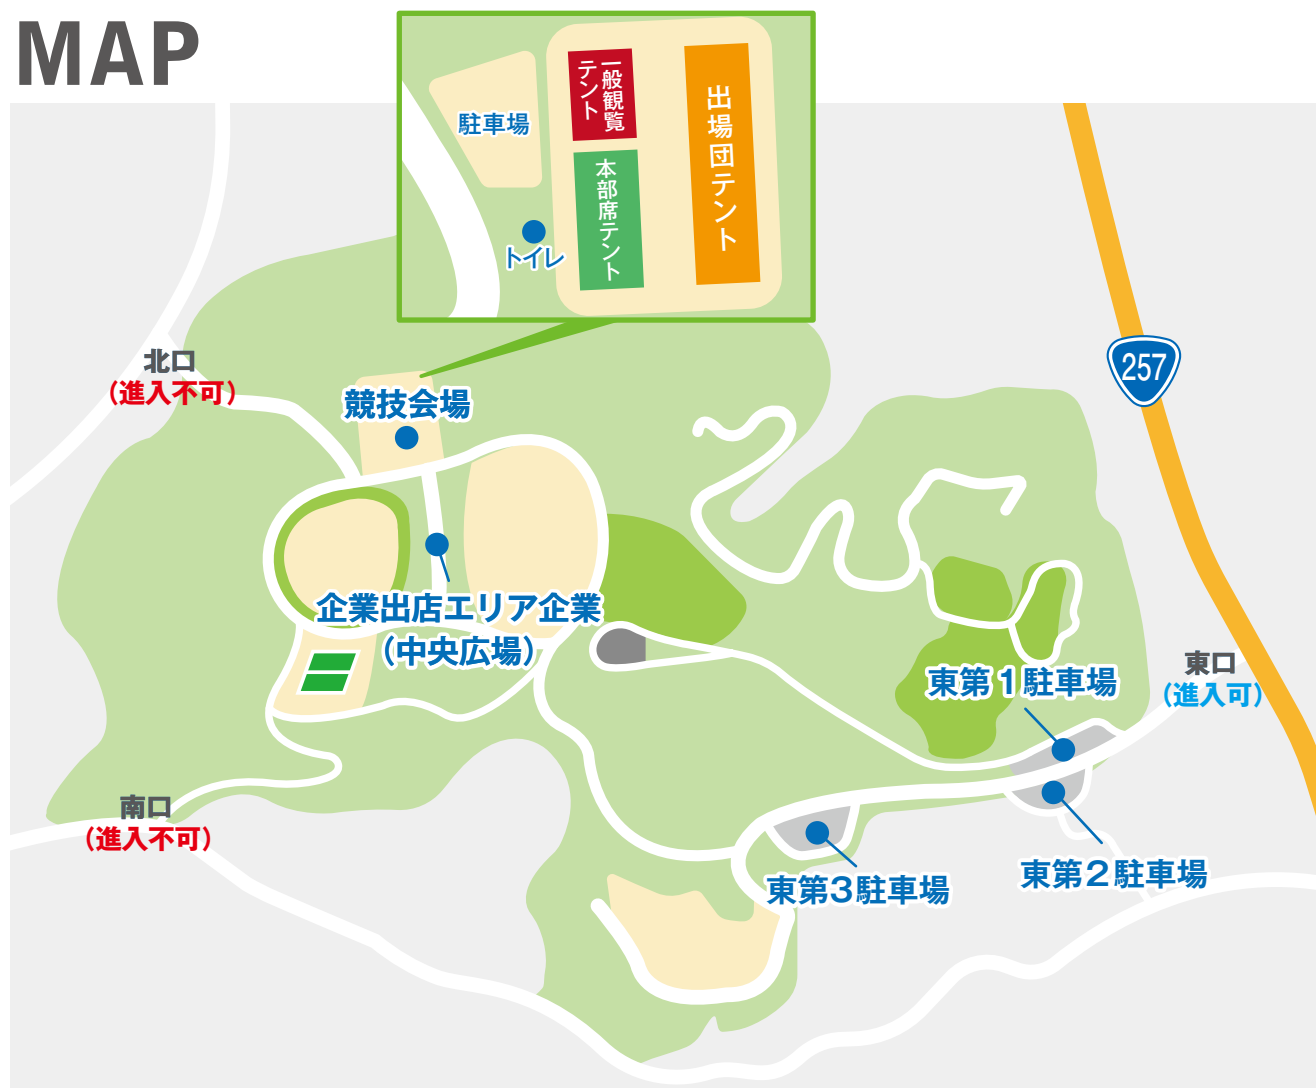 MAP
駐車場
一般観覧
テント
本部席テント
出場団テント
トイレ
257
北口
（進入不可）
競技会場
企業出店エリア企業
（中央広場）
東口
（進入可）
東第１駐車場
南口
（進入不可）
東第２駐車場
東第３駐車場